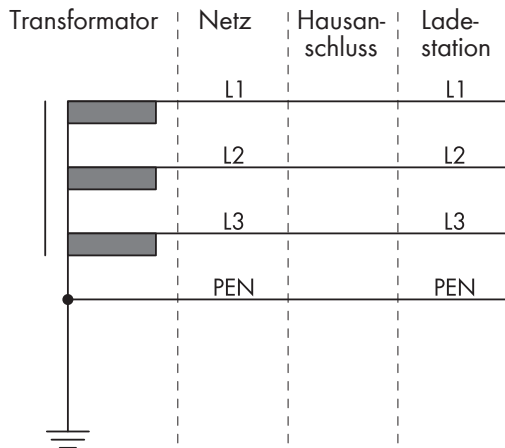 Transformator Netz Hausan- Lade-
schluss station
L1 L1
L2 L2
L3 L3
PEN PEN